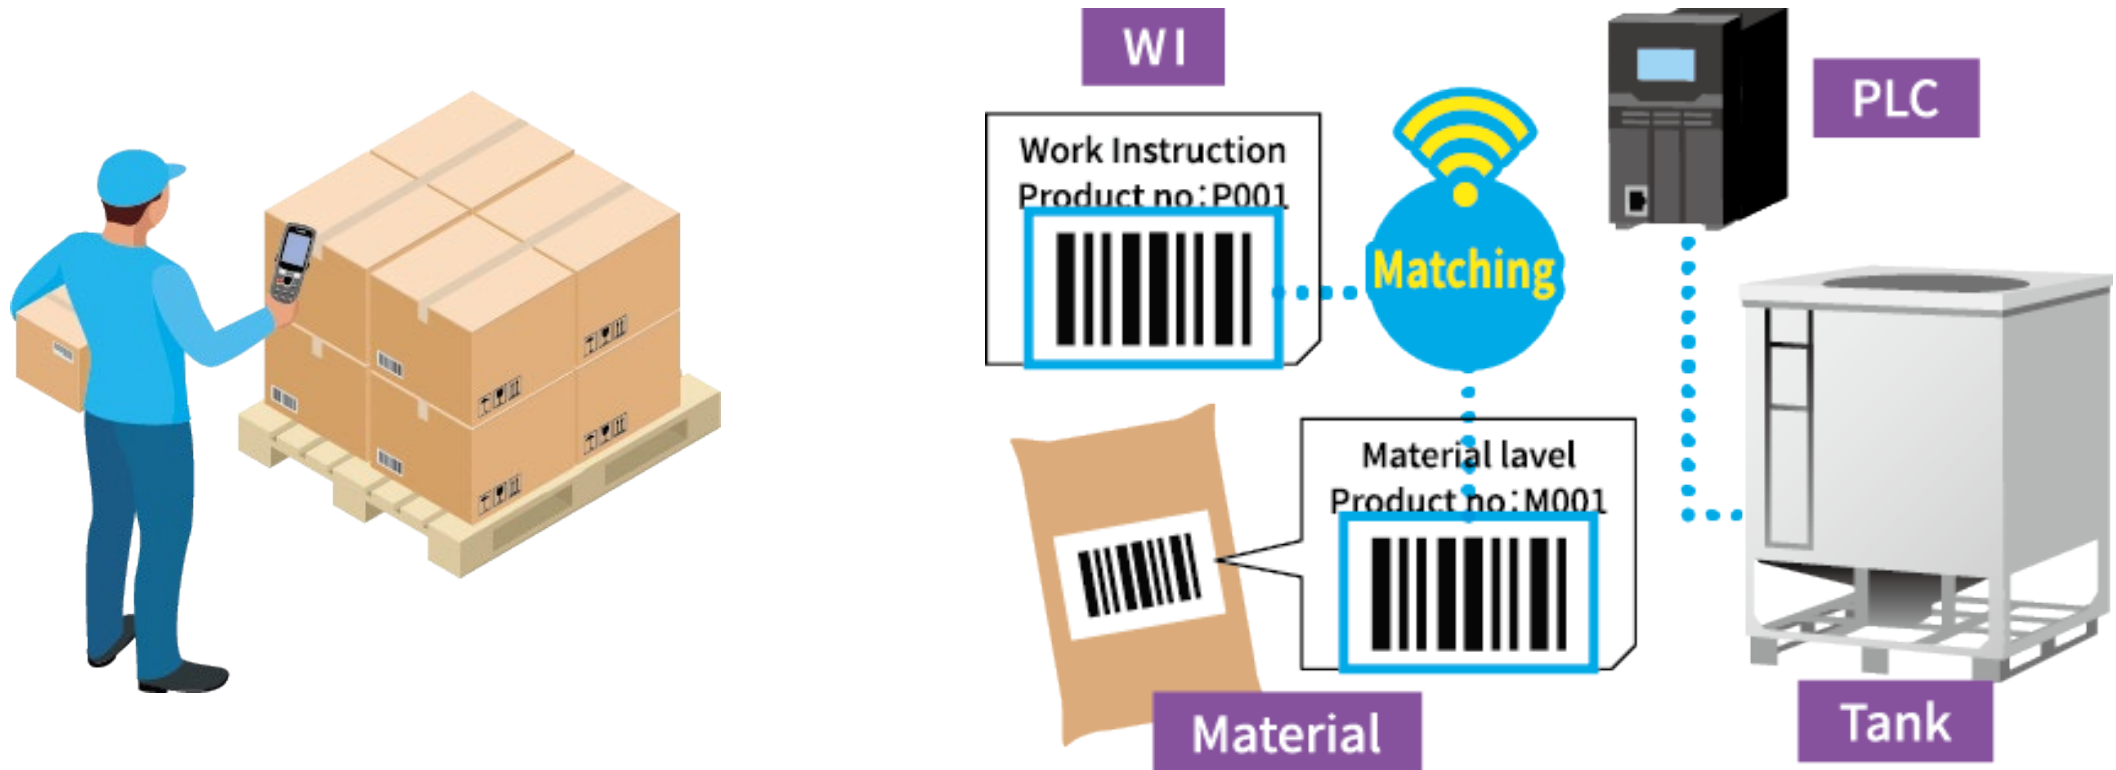 WI
Work Instruction
Product no:P001
Matching
PLC
Material lavel
Product no:M001
Material
Tank